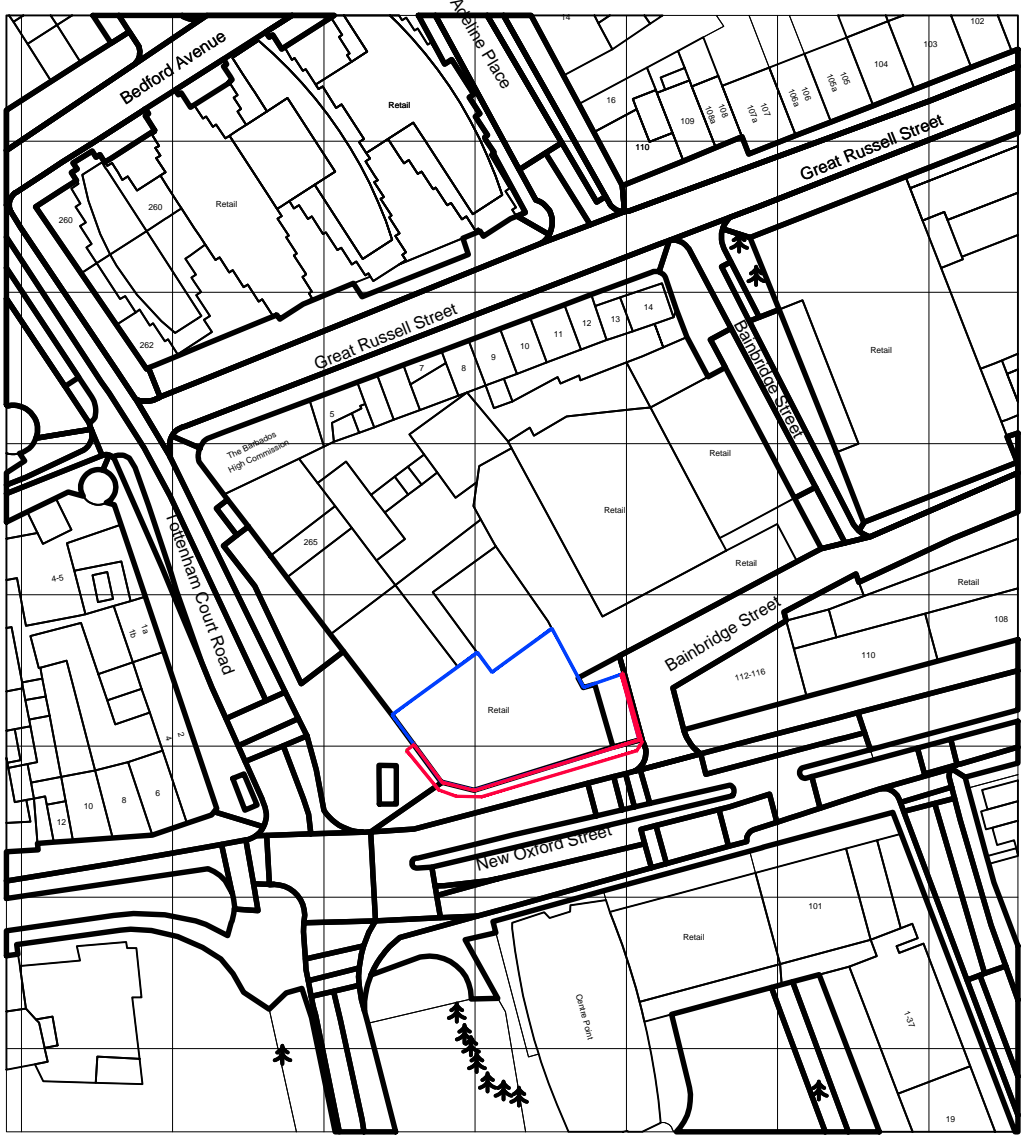 Adeline Place
14
102
103
104
105
105a
106
106a
107
107a
108
108a
109
110
16
Bedford Avenue
Retail
Great Russell Street
260
260
Retail
262
Great Russell Street
14
13
12
11
10
9
8
7
5
The Barbados
High Commission
Bainbridge Street
Retail
Retail
Retail
Retail
265
Tottenham Court Road
4-5
1a
1b
2
4
6
8
10
12
Retail
Bainbridge Street
Retail
108
110
112-116
New Oxford Street
101
Retail
Centre Point
1-37
19